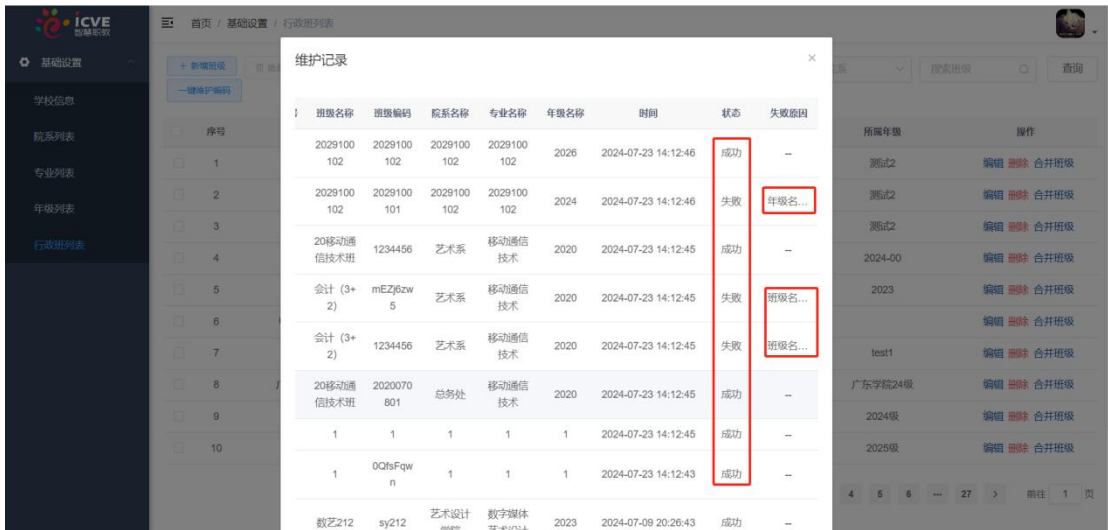 iCVE
智慧职教
首页 / 基础设置 / 行政班列表
基础设置
学校信息
院系列表
专业列表
年级列表
行政班列表
+ 新增班级
搜索班级
查询
一键维护编码
序号
所属年级
操作
1
测试2
编辑 删除 合并班级
2
测试2
编辑 删除 合并班级
3
测试2
编辑 删除 合并班级
4
2024-00
编辑 删除 合并班级
5
2023
编辑 删除 合并班级
6
编辑 删除 合并班级
7
test1
编辑 删除 合并班级
8
广东学院24级
编辑 删除 合并班级
9
2024级
编辑 删除 合并班级
10
2025级
编辑 删除 合并班级
4 5 6 ... 27 > 前往 1 页
维护记录 ×
班级名称 班级编码 院系名称 专业名称 年级名称 时间 状态 失败原因
2029100 2029100 2029100 2029100
102 102 102 102 2026 2024-07-23 14:12:46 成功 --
2029100 2029100 2029100 2029100
102 101 102 102 2024 2024-07-23 14:12:46 失败 年级名...
20移动通 1234456 艺术系 移动通信 2020 2024-07-23 14:12:45 成功 --
信技术班 技术
会计（3+ mEZj6zw 艺术系 移动通信 2020 2024-07-23 14:12:45 失败 班级名...
2) 5 技术
会计（3+ 1234456 艺术系 移动通信 2020 2024-07-23 14:12:45 失败 班级名...
2) 技术
20移动通 2020070 总务处 移动通信 2020 2024-07-23 14:12:45 成功 --
信技术班 801 技术
1 1 1 1 1 2024-07-23 14:12:45 成功 --
1 0QfsFqw 1 1 1 2024-07-23 14:12:43 成功 --
n
数艺212 sy212 艺术设计 数字媒体 2023 2024-07-09 20:26:43 成功 --